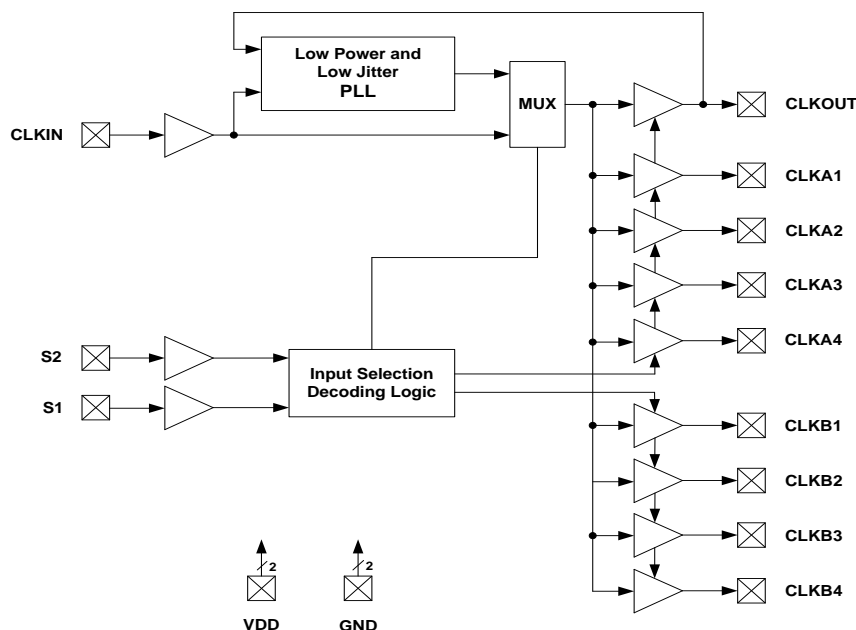 Low Power and
Low Jitter
PLL
MUX
CLKIN
CLKOUT
CLKA1
CLKA2
CLKA3
CLKA4
S2
S1
Input Selection
Decoding Logic
CLKB1
CLKB2
CLKB3
CLKB4
2
2
VDD
GND